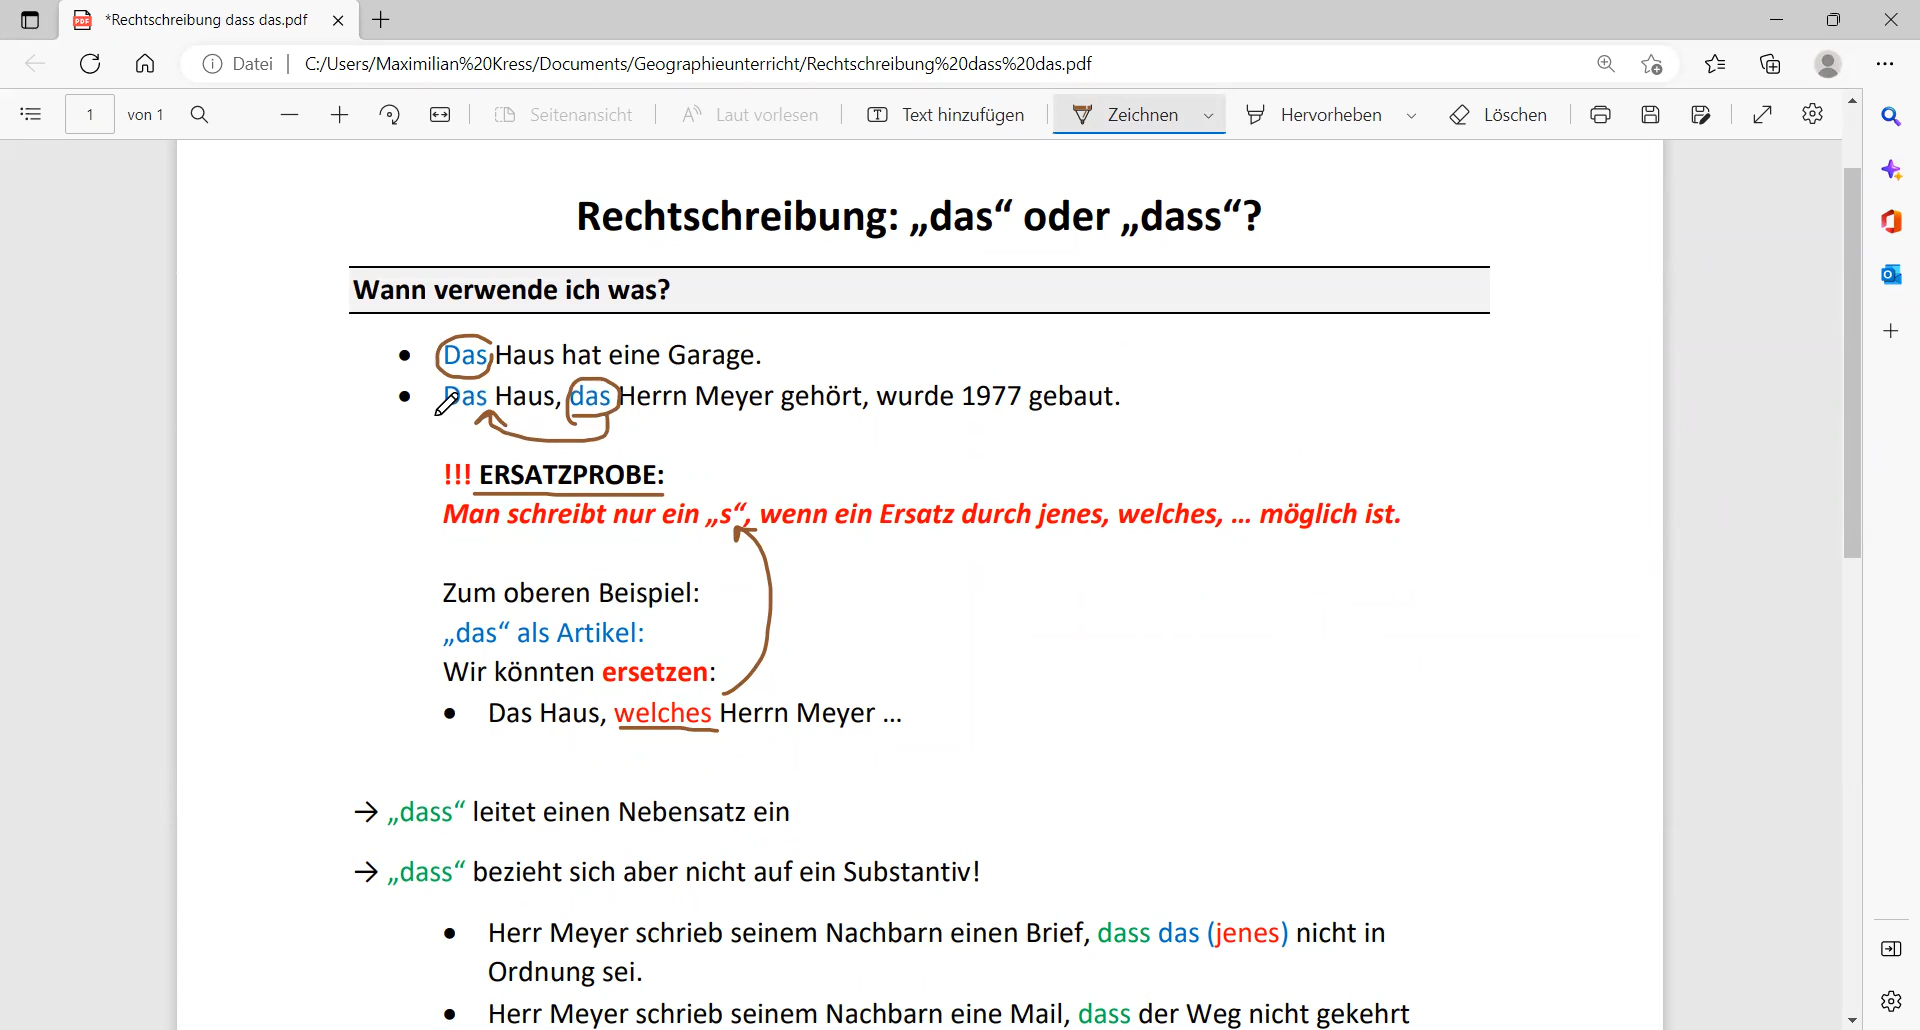 *Rechtschreibung dass das.pdf
Datei | C:/Users/Maximilian%20Kress/Documents/Geographieunterricht/Rechtschreibung%20dass%20das.pdf
1 von 1 Seitenansicht Laut vorlesen Text hinzufügen Zeichnen Hervorheben Löschen
Rechtschreibung: „das“ oder „dass“?
Wann verwende ich was?
• Das Haus hat eine Garage.
• Das Haus, das Herrn Meyer gehört, wurde 1977 gebaut.
!!! ERSATZPROBE:
Man schreibt nur ein „s“, wenn ein Ersatz durch jenes, welches, ... möglich ist.
Zum oberen Beispiel:
„das“ als Artikel:
Wir könnten ersetzen:
• Das Haus, welches Herrn Meyer ...
→ „dass“ leitet einen Nebensatz ein
→ „dass“ bezieht sich aber nicht auf ein Substantiv!
• Herr Meyer schrieb seinem Nachbarn einen Brief, dass das (jenes) nicht in
Ordnung sei.
• Herr Meyer schrieb seinem Nachbarn eine Mail, dass der Weg nicht gekehrt